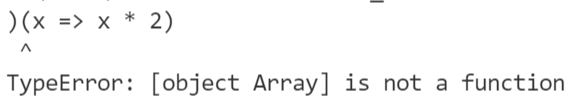 )(x => x * 2)
^
TypeError: [object Array] is not a function